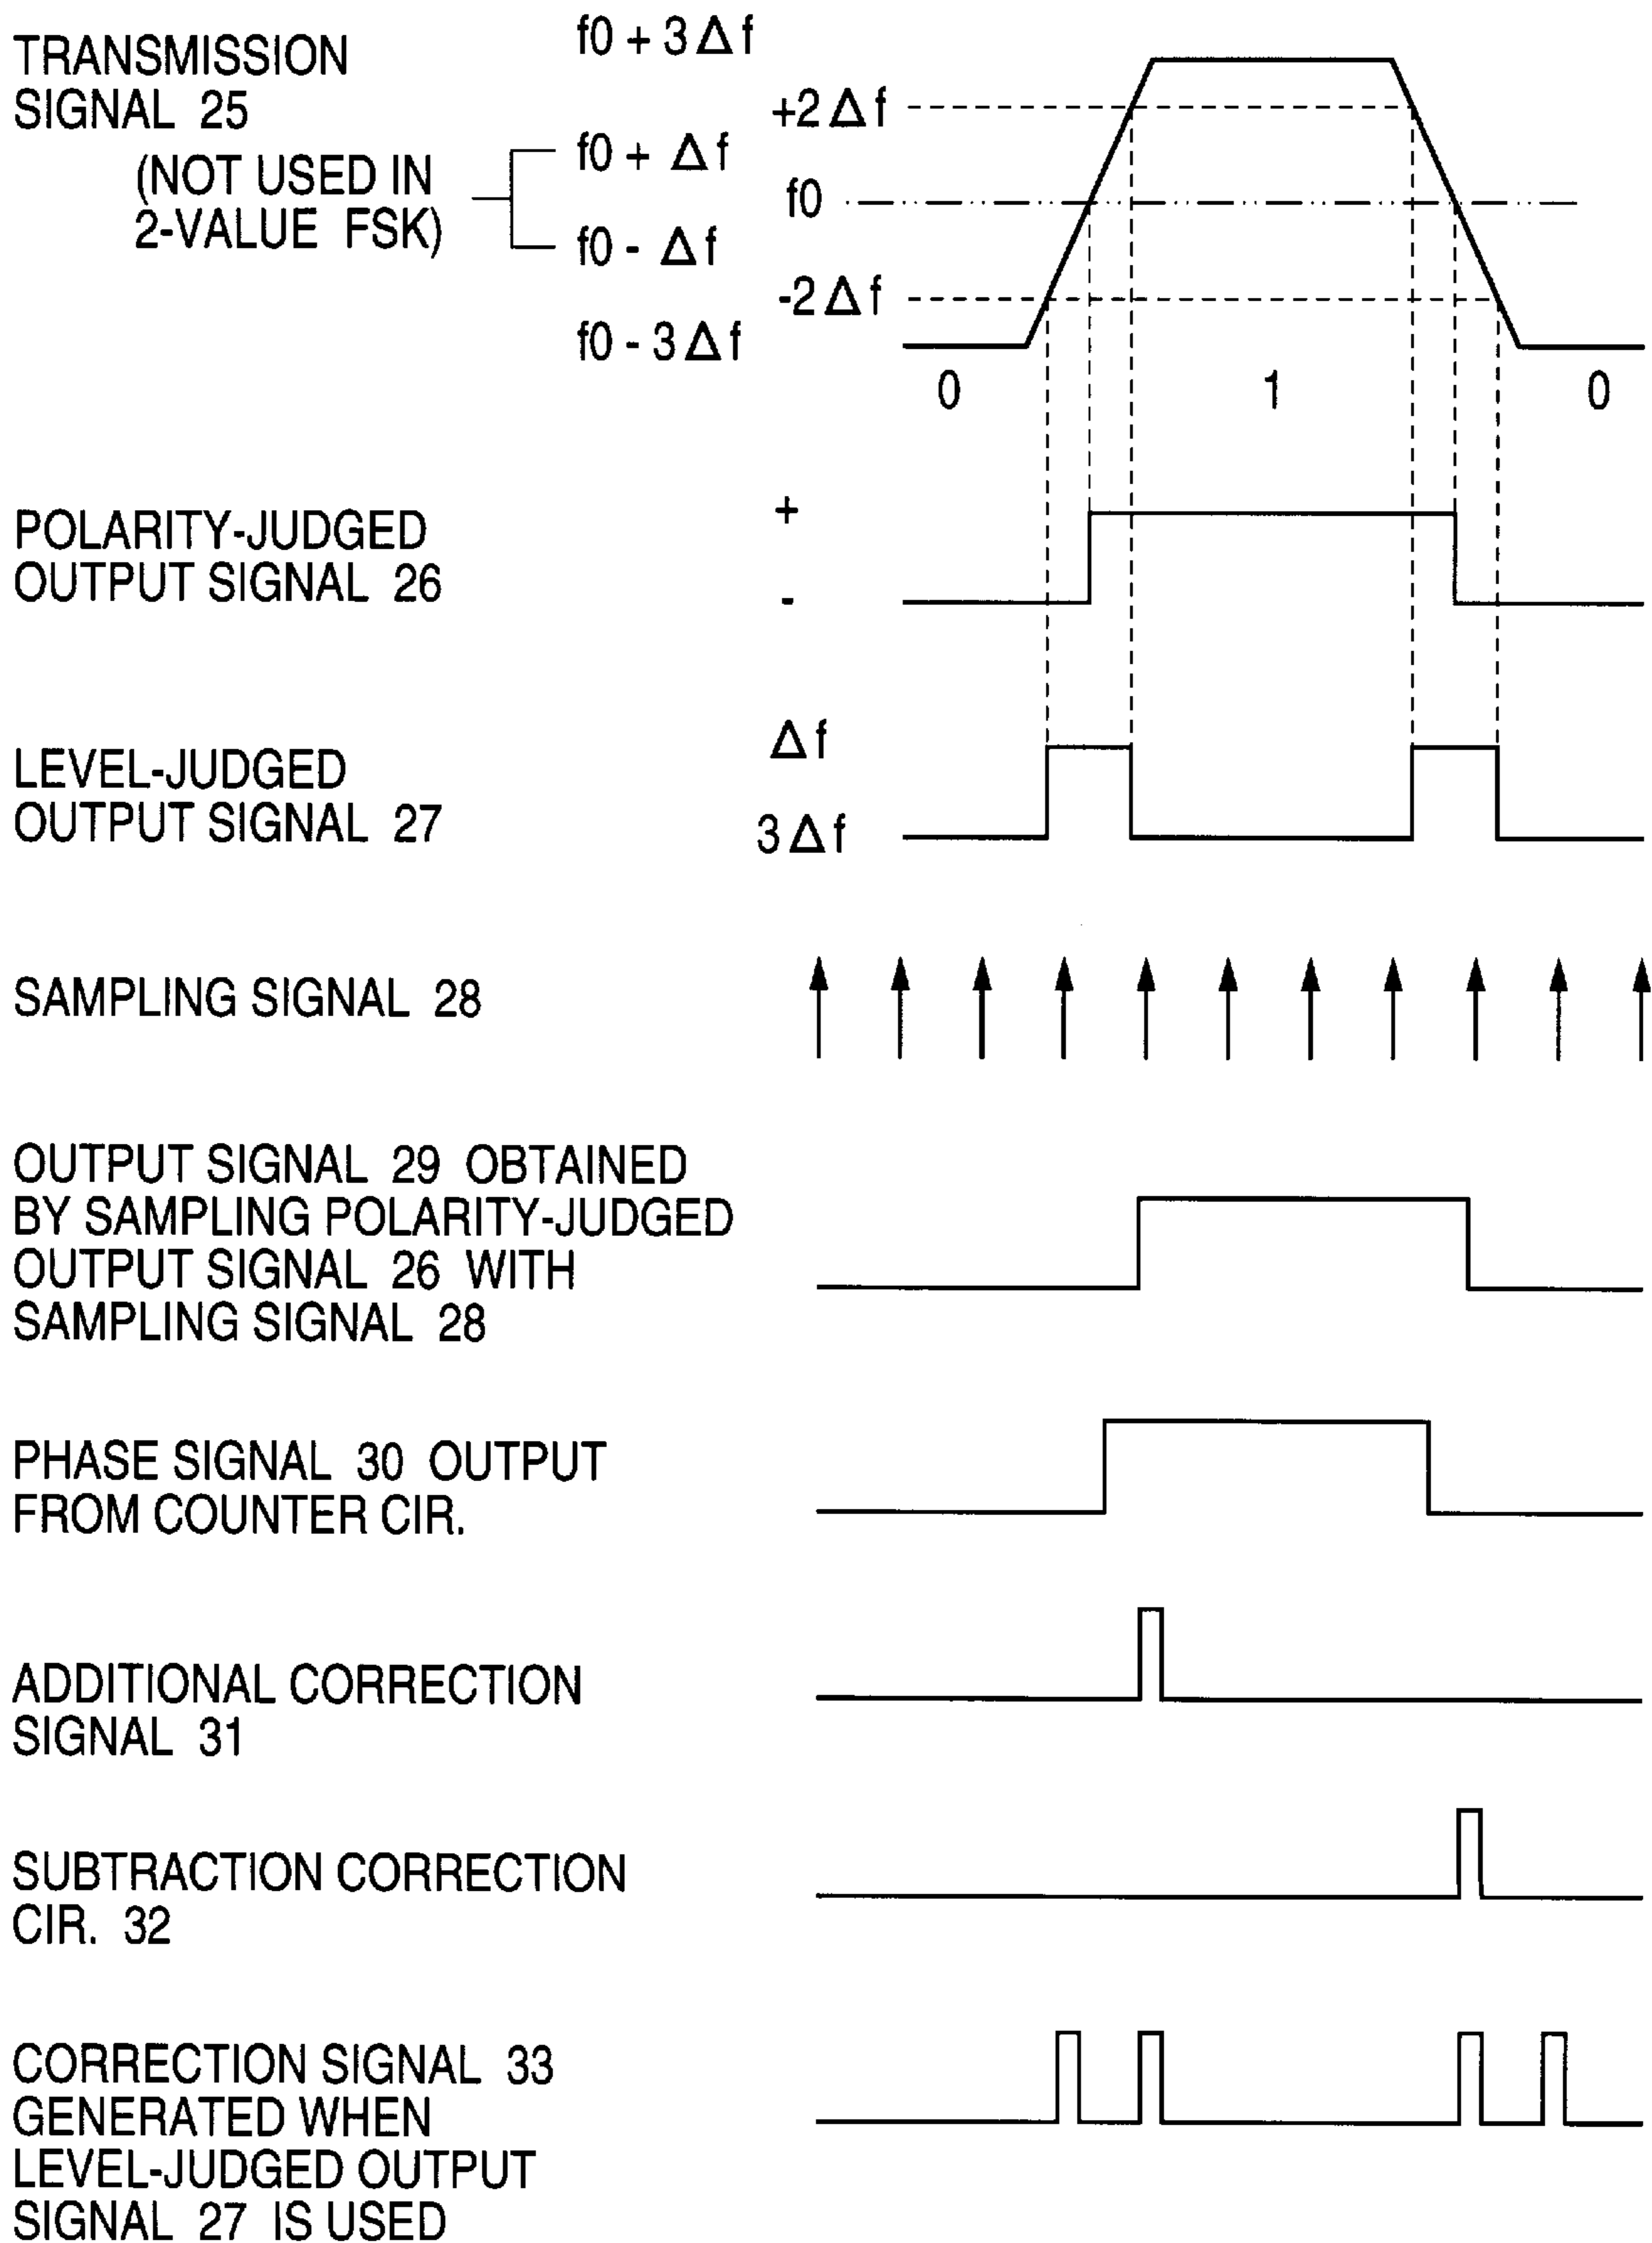 TRANSMISSION
SIGNAL 25
(NOT USED IN
2-VALUE FSK)
f0 + 3Δf
f0 + Δf
f0 - Δf
f0 - 3Δf
+2Δf
f0
-2Δf
0 1 0
POLARITY-JUDGED
OUTPUT SIGNAL 26
+
-
LEVEL-JUDGED
OUTPUT SIGNAL 27
Δf
3Δf
SAMPLING SIGNAL 28
OUTPUT SIGNAL 29 OBTAINED
BY SAMPLING POLARITY-JUDGED
OUTPUT SIGNAL 26 WITH
SAMPLING SIGNAL 28
PHASE SIGNAL 30 OUTPUT
FROM COUNTER CIR.
ADDITIONAL CORRECTION
SIGNAL 31
SUBTRACTION CORRECTION
CIR. 32
CORRECTION SIGNAL 33
GENERATED WHEN
LEVEL-JUDGED OUTPUT
SIGNAL 27 IS USED